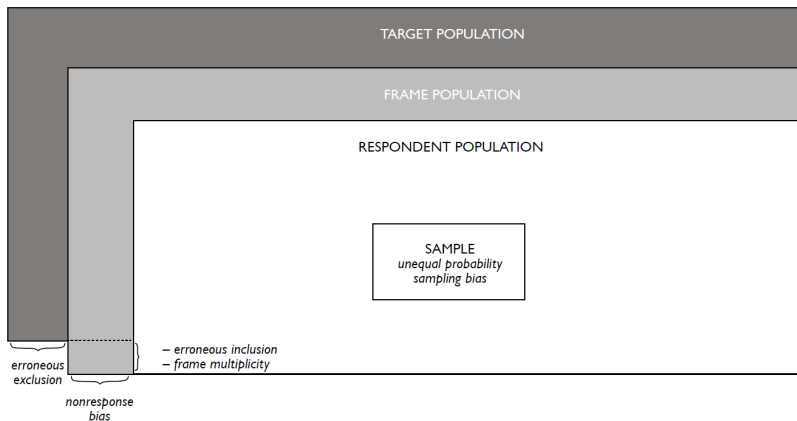 TARGET POPULATION
FRAME POPULATION
RESPONDENT POPULATION
SAMPLE
unequal probability
sampling bias
– erroneous inclusion
– frame multiplicity
erroneous
exclusion
nonresponse
bias